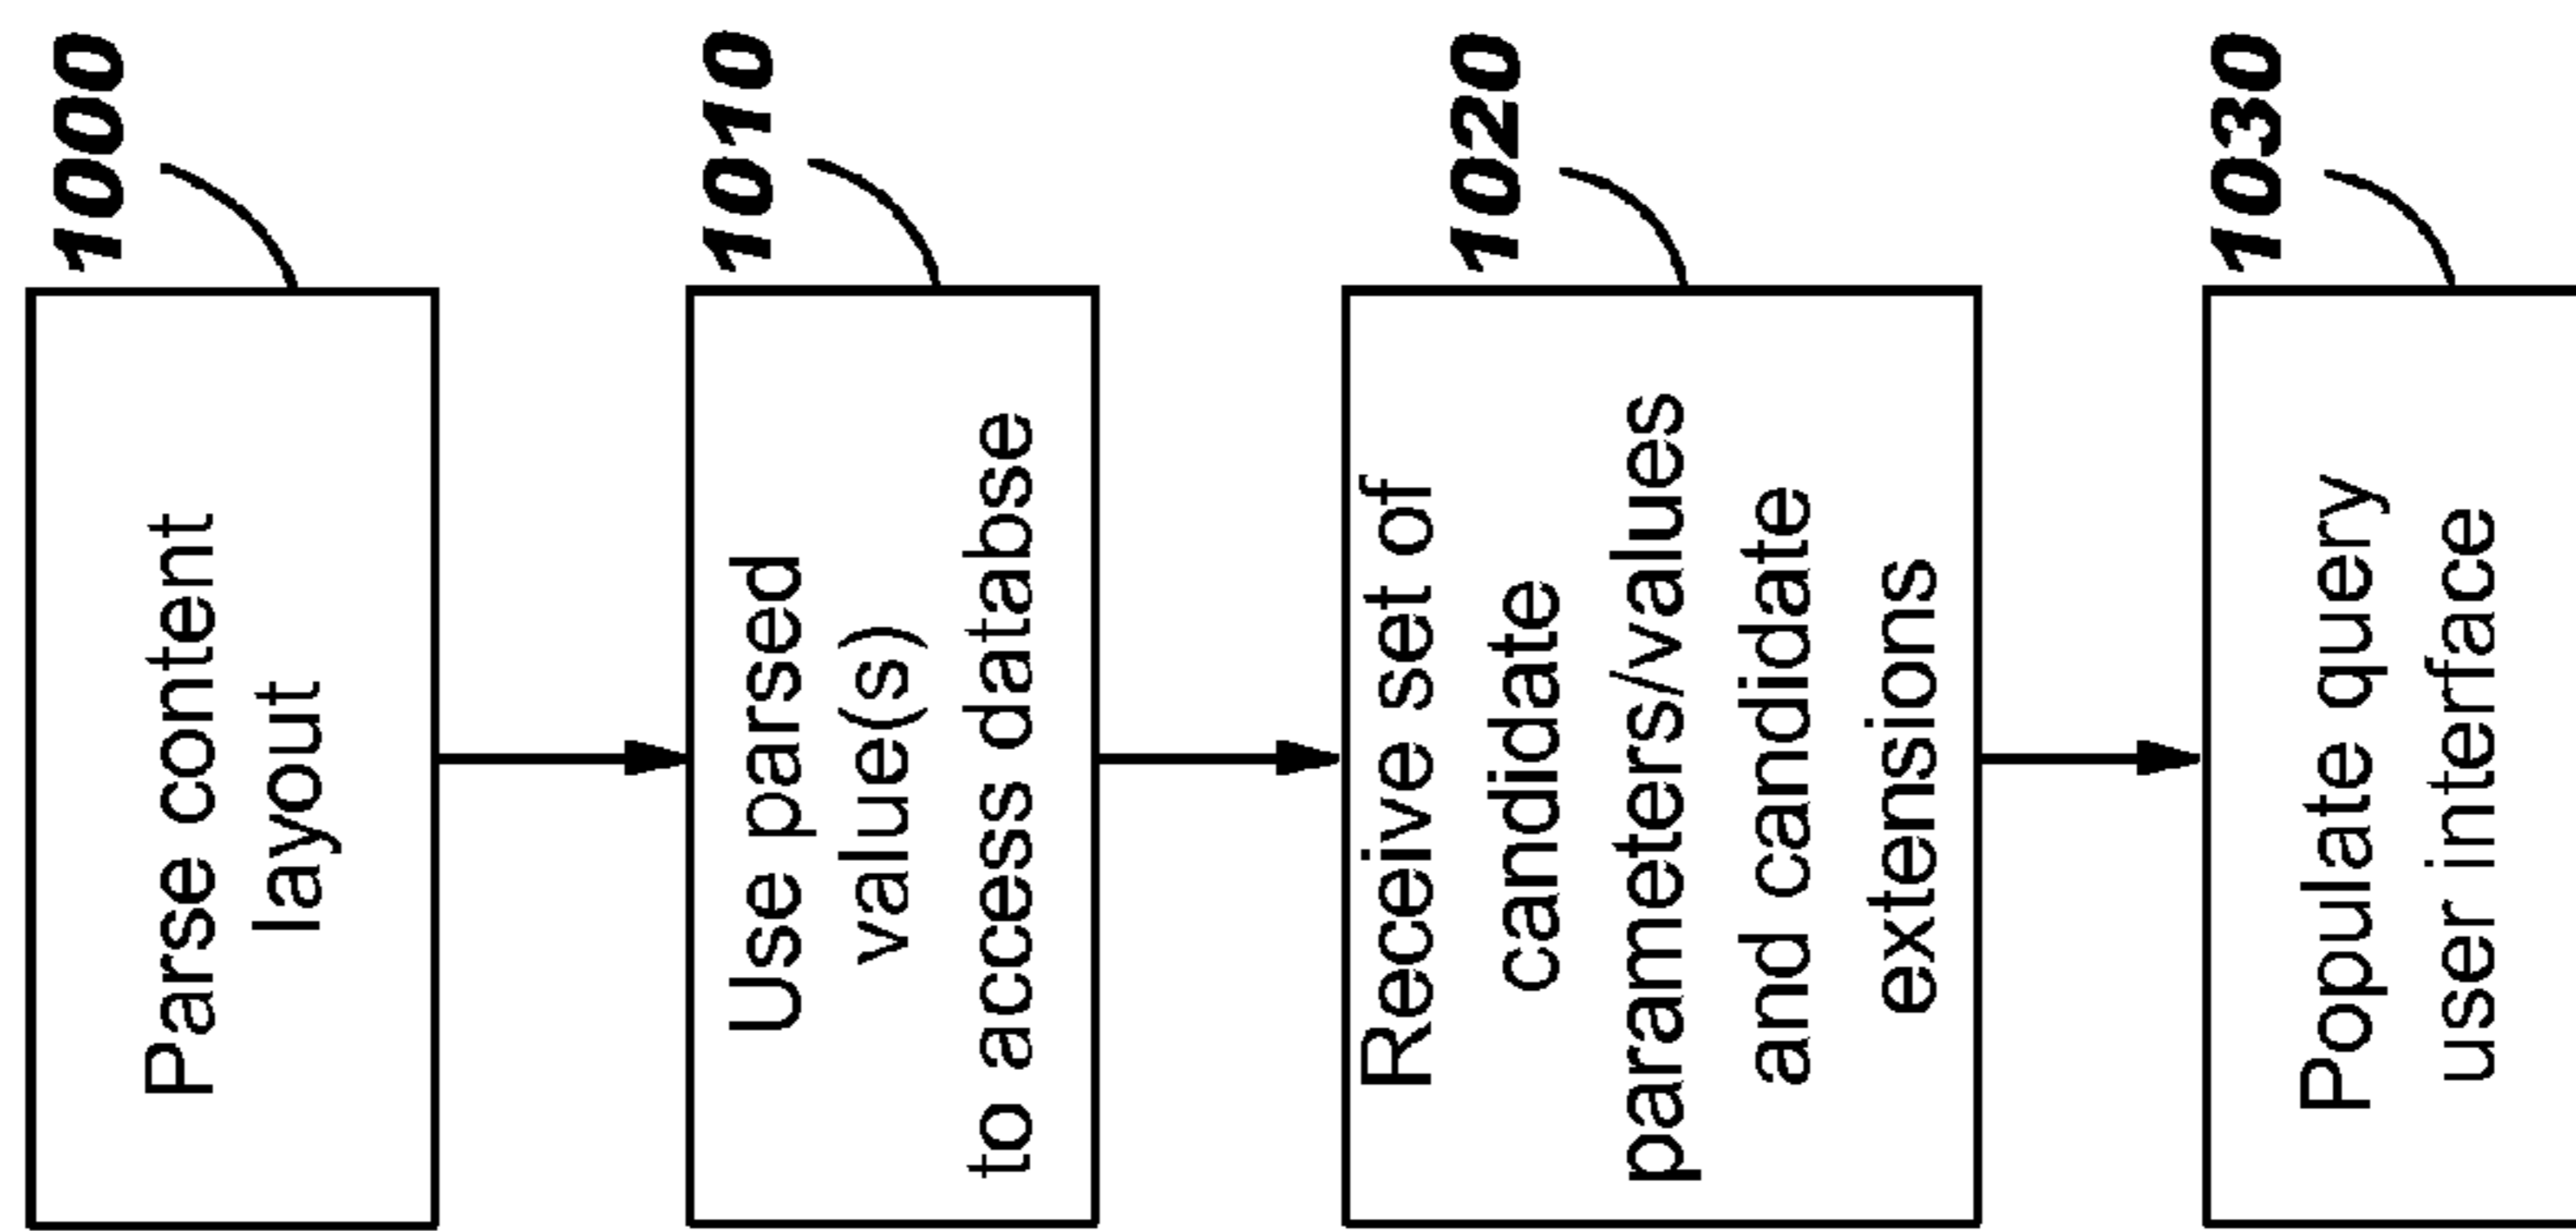 1000
Parse content
layout
1010
Use parsed
value(s)
to access databse
1020
Receive set of
candidate
parameters/values
and candidate
extensions
1030
Populate query
user interface